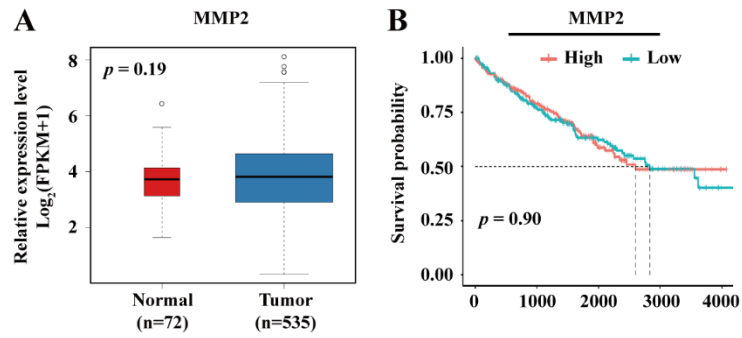 A
MMP2
Relative expression level
Log2(FPKM+1)
8
6
4
2
p = 0.19
Normal
(n=72)
Tumor
(n=535)
B
MMP2
High
Low
Survival probability
1.00
0.75
0.50
0.25
0.00
p = 0.90
0
1000
2000
3000
4000